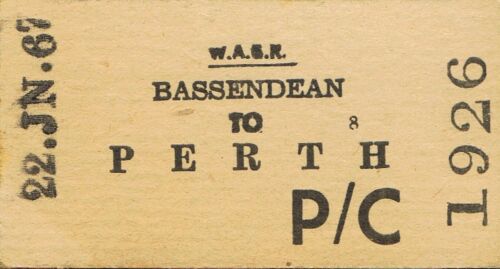 22.JN.67
W.A.G.R.
BASSENDEAN
TO
8
PERTH
P/C
1926